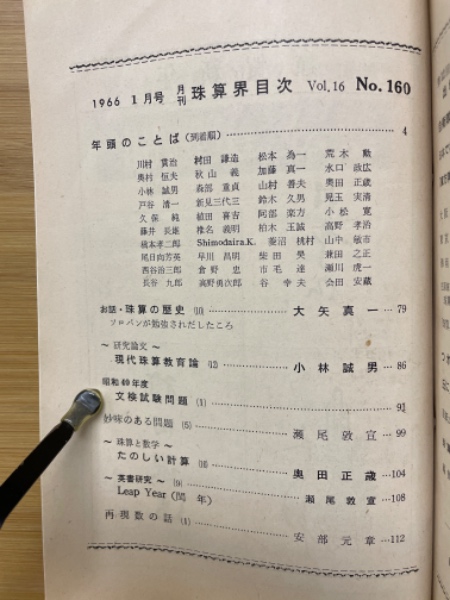 1966 1月号 月刊 珠算界目次 Vol.16 No.160
年頭のことば(到着順) 4
川村貫治 村田謙造 松本為一 荒木勲
奥村恒夫 秋山義 加藤真一 水口政広
小林誠男 森部重貞 山村善夫 奥田正歳
戸谷清一 新見三代三 鈴木久男 児玉実清
久保純 植田喜吉 阿部楽方 小松寛
藤井長雄 椎名義明 柏木玉誠 高野孝治
橋本孝二郎 Shimodaira.K. 菱沼桃村 山中敏市
尾日向芳英 早川昌明 柴田昊 兼田之正
西谷治三郎 倉野忠 市毛達 瀬川虎一
長谷九郎 高野勇次郎 谷幸夫 会田安蔵
お話・珠算の歴史 (10) 大矢真一 79
ソロバンが勉強されだしたころ
~研究論文~
現代珠算教育論 (12) 小林誠男 86
昭和40年度
文検試験問題 (1) 91
妙味のある問題 (5) 瀬尾敦宣 99
~珠算と数学~
たのしい計算 奥田正歳 104
~英書研究~ (9)
Leap Year (閏年) 瀬尾敦宣 108
再現数の話 (1) 安部元章 112